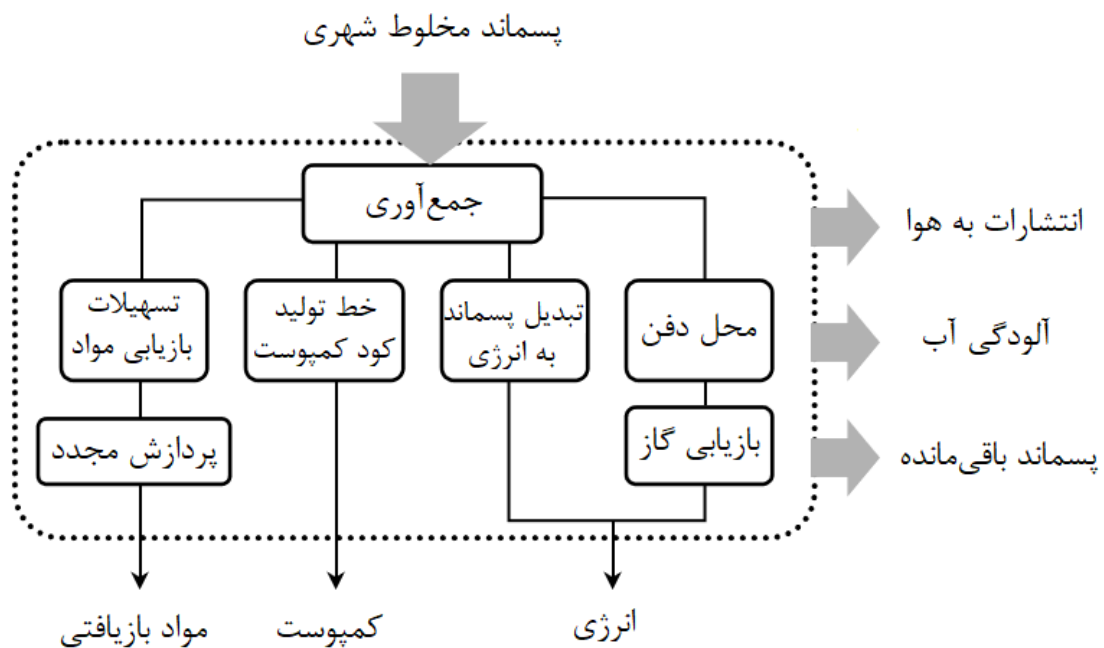 پسماند مخلوط شهری
جمع‌آوری
انتشارات به هوا
آلودگی آب
پسماند باقی‌مانده
محل دفن
تبدیل پسماند
به انرژی
خط تولید
کود کمپوست
تسهیلات
بازیابی مواد
بازیابی گاز
پردازش مجدد
انرژی
کمپوست
مواد بازیافتی